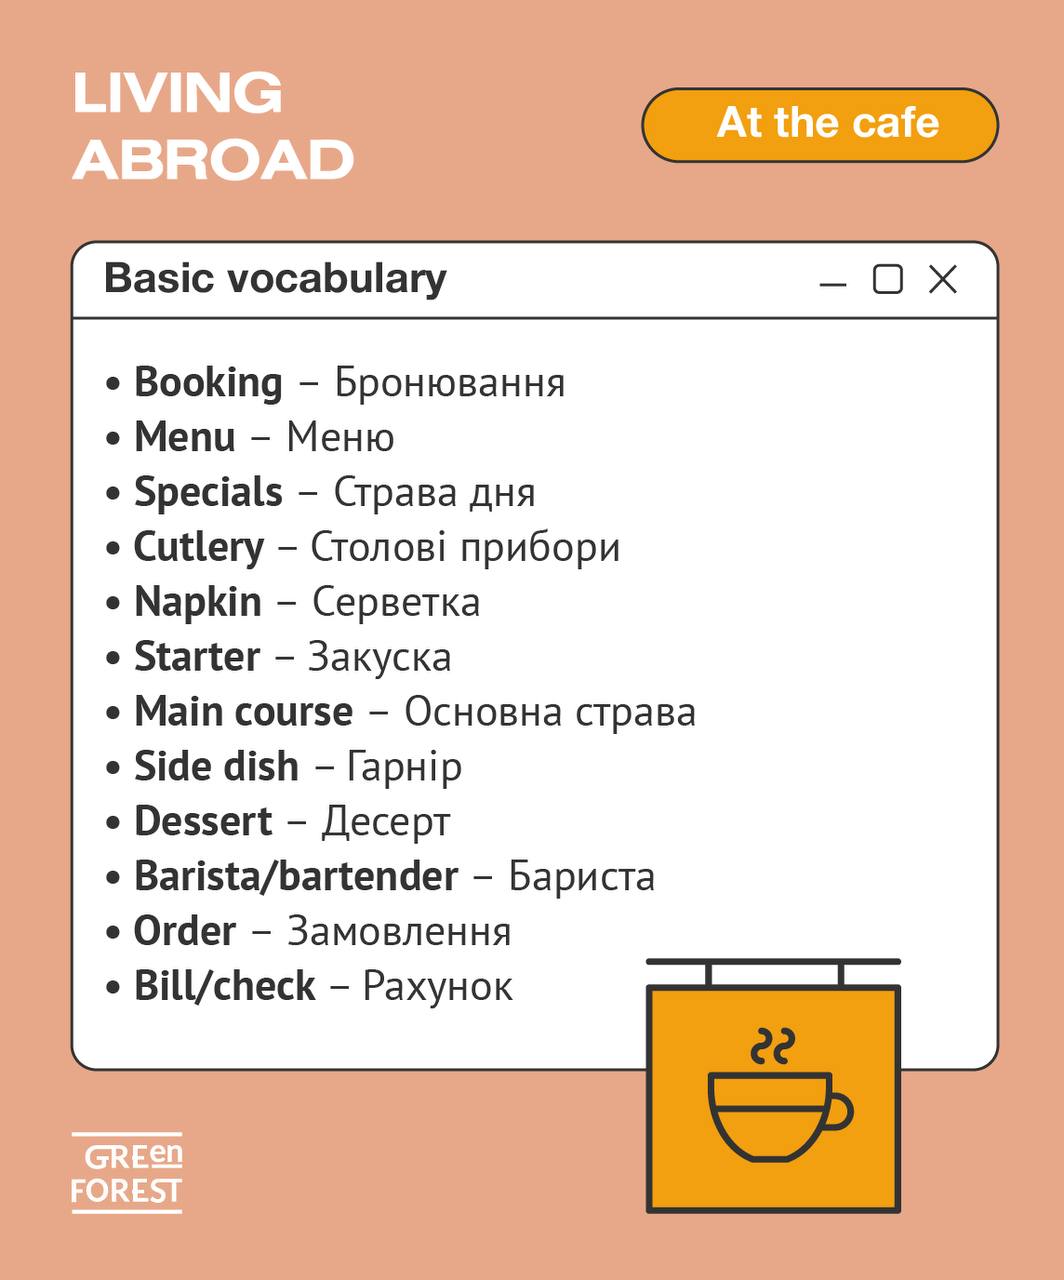 LIVING
ABROAD
At the cafe
Basic vocabulary
• Booking – Бронювання
• Menu – Меню
• Specials – Страва дня
• Cutlery – Столові прибори
• Napkin – Серветка
• Starter – Закуска
• Main course – Основна страва
• Side dish – Гарнір
• Dessert – Десерт
• Barista/bartender – Бариста
• Order – Замовлення
• Bill/check – Рахунок
GREen
FOREST